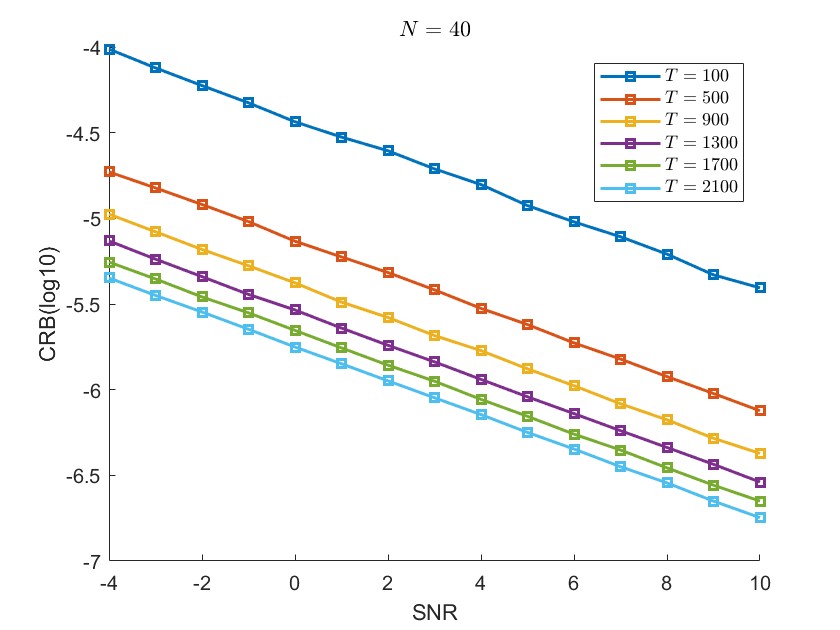 N = 40
T = 100
T = 500
T = 900
T = 1300
T = 1700
T = 2100
CRB(log10)
-4
-4.5
-5
-5.5
-6
-6.5
-7
-4
-2
0
2
4
6
8
10
SNR